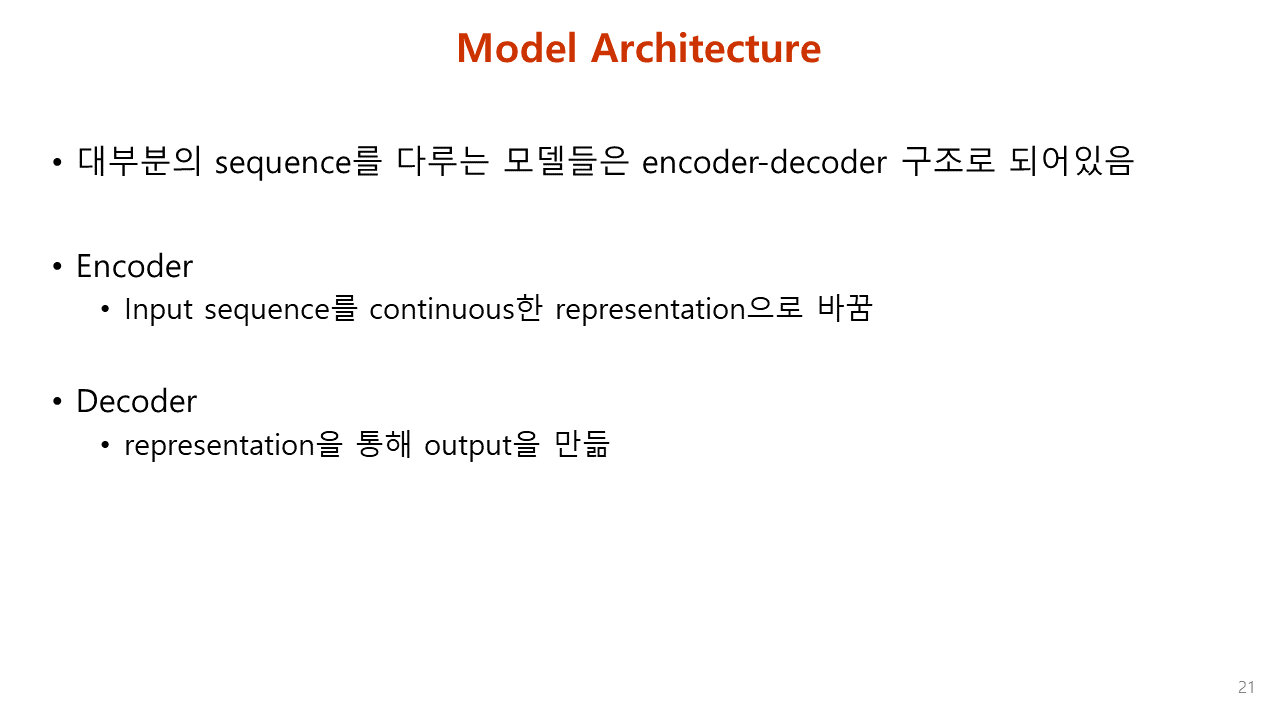 Model Architecture
• 대부분의 sequence를 다루는 모델들은 encoder-decoder 구조로 되어있음
• Encoder
• Input sequence를 continuous한 representation으로 바꿈
• Decoder
• representation을 통해 output을 만듦
21